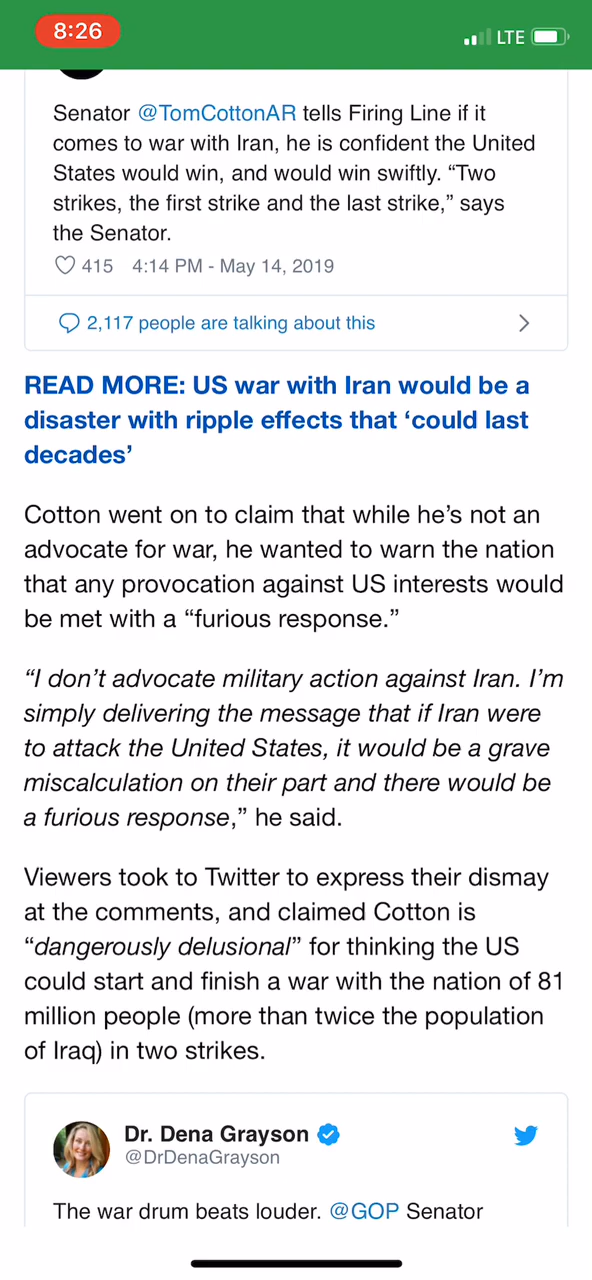 8:26
LTE
Senator @TomCottonAR tells Firing Line if it
comes to war with Iran, he is confident the United
States would win, and would win swiftly. “Two
strikes, the first strike and the last strike,” says
the Senator.
415 4:14 PM - May 14, 2019
2,117 people are talking about this
READ MORE: US war with Iran would be a
disaster with ripple effects that ‘could last
decades’
Cotton went on to claim that while he’s not an
advocate for war, he wanted to warn the nation
that any provocation against US interests would
be met with a “furious response.”
“I don’t advocate military action against Iran. I’m
simply delivering the message that if Iran were
to attack the United States, it would be a grave
miscalculation on their part and there would be
a furious response,” he said.
Viewers took to Twitter to express their dismay
at the comments, and claimed Cotton is
“dangerously delusional” for thinking the US
could start and finish a war with the nation of 81
million people (more than twice the population
of Iraq) in two strikes.
Dr. Dena Grayson
@DrDenaGrayson
The war drum beats louder. @GOP Senator